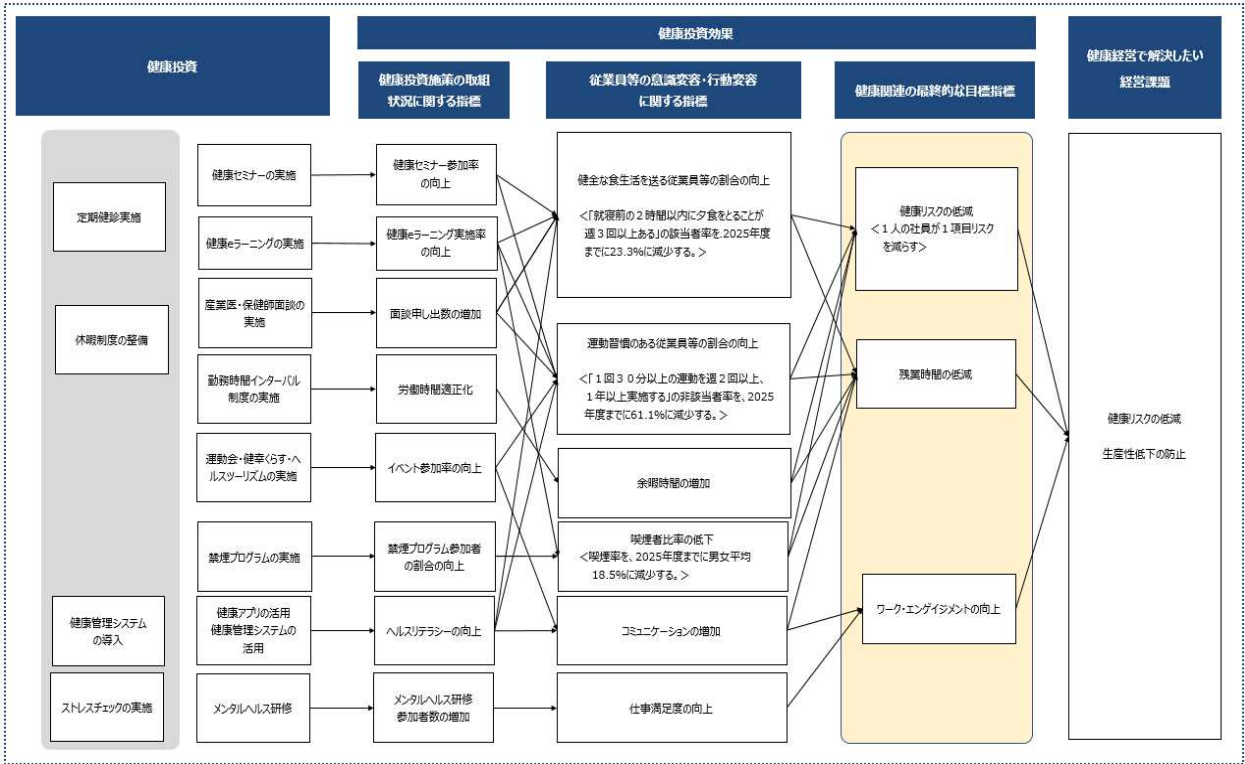 健康投資
健康投資効果
健康経営で解決したい
経営課題
健康投資施策の取組
状況に関する指標
従業員等の意識変容・行動変容
に関する指標
健康関連の最終的な目標指標
定期健診実施
休暇制度の整備
健康管理システム
の導入
ストレスチェックの実施
健康セミナーの実施
健康eラーニングの実施
産業医・保健師面談の
実施
勤務時間インターバル
制度の実施
運動会・健幸くらす・ヘ
ルスツーリズムの実施
禁煙プログラムの実施
健康アプリの活用
健康管理システムの
活用
メンタルヘルス研修
健康セミナー参加率
の向上
健康eラーニング実施率
の向上
面談申し出数の増加
労働時間適正化
イベント参加率の向上
禁煙プログラム参加者
の割合の向上
ヘルスリテラシーの向上
メンタルヘルス研修
参加者数の増加
健全な食生活を送る従業員等の割合の向上
<「就寝前の2時間以内に夕食をとることが
週3回以上ある」の該当者率を2025年度
までに23.3%に減少する。>
運動習慣のある従業員等の割合の向上
<「1回30分以上の運動を週2回以上、
1年以上実施する」の非該当者率を、2025
年度までに61.1%に減少する。>
余暇時間の増加
喫煙者比率の低下
<喫煙率を、2025年度までに男女平均
18.5%に減少する。>
コミュニケーションの増加
仕事満足度の向上
健康リスクの低減
<1人の社員が1項目リスク
を減らす>
残業時間の低減
ワーク・エンゲイジメントの向上
健康リスクの低減
生産性低下の防止